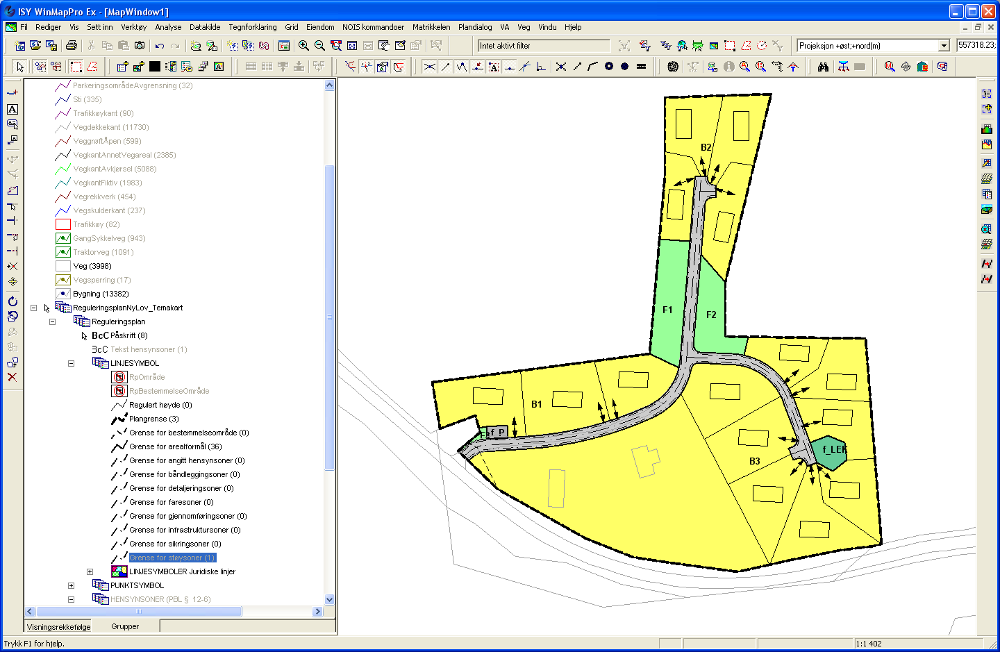 ISY WinMapPro Ex - [MapWindow1]
Fil Rediger Vis Sett inn Verktøy Analyse Datakilde Tegnforklaring Grid Eiendom NOIS kommandoer Matrikkelen Plandialog VA Veg Vindu Hjelp
Intet aktivt filter
Projeksjon +øst;+nord(m)
557318.23;
ParkeringsområdeAvgrensning (32)
Sti (335)
Trafikkøykant (90)
Vegdekkekant (11730)
VeggrøftÅpen (599)
VegkantAnnetVegareal (2385)
VegkantAvkjørsel (5088)
VegkantFiktiv (1983)
Vegrekkverk (454)
Vegskulderkant (237)
Trafikkøy (82)
GangSykkelveg (943)
Traktorveg (1091)
Veg (3998)
Vegsperring (17)
Bygning (13382)
ReguleringsplanNyLov_Temakart
Reguleringsplan
BcC Påskrift (8)
BcC Tekst hensynsoner (1)
LINJESYMBOL
RpOmråde
RpBestemmelseOmråde
Regulert høyde (0)
Plangrense (3)
Grense for bestemmelseområde (0)
Grense for arealformål (36)
Grense for angitt hensynsoner (0)
Grense for båndleggingsoner (0)
Grense for detaljeringsoner (0)
Grense for faresoner (0)
Grense for gjennomføringsoner (0)
Grense for infrastruktursoner (0)
Grense for sikringsoner (0)
Grense for støysoner (1)
LINJESYMBOLER Juridiske linjer
PUNKTSYMBOL
HENSYNSONER (PBL § 12-6)
Visningsrekkefølge
Grupper
B2
F1
F2
B1
f_P
B3
f_LEK
Trykk F1 for hjelp.
1:1 402